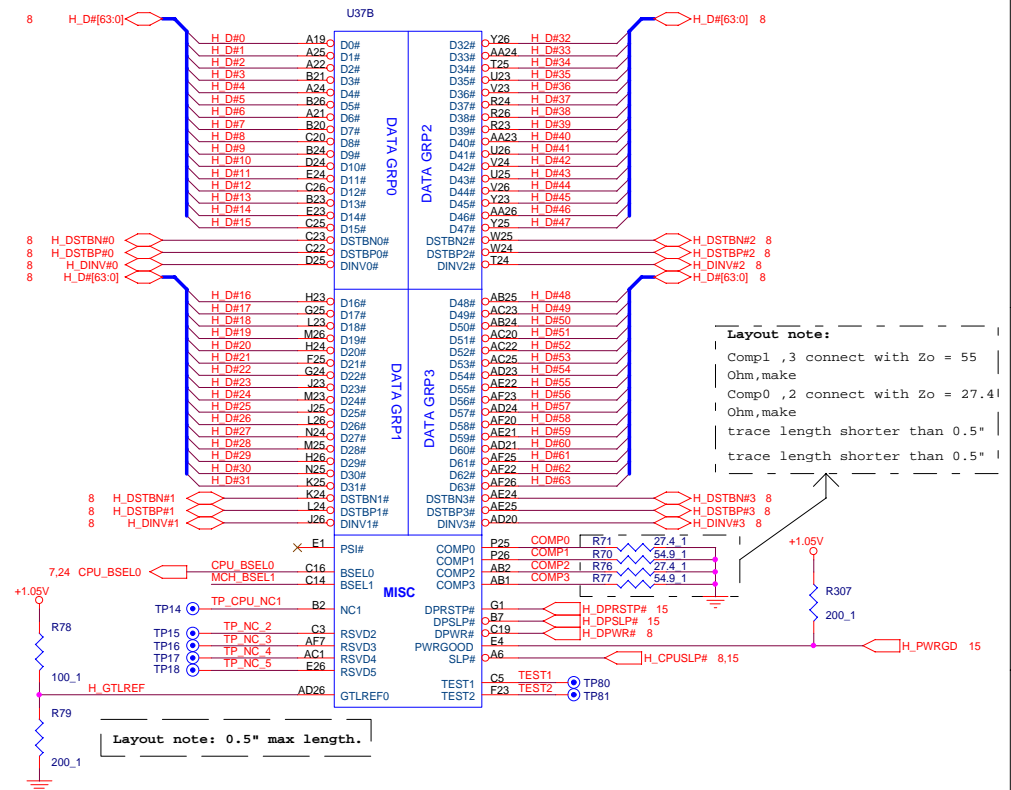 U37B
8 H_D#[63:0] H_D#[63:0] 8
H_D#0 A19 D0# D32# Y26 H_D#32
H_D#1 A25 D1# D33# AA24 H_D#33
H_D#2 A22 D2# D34# T25 H_D#34
H_D#3 B21 D3# D35# U23 H_D#35
H_D#4 A24 D4# D36# V23 H_D#36
H_D#5 B26 D5# D37# R24 H_D#37
H_D#6 A21 D6# D38# R26 H_D#38
H_D#7 B20 D7# D39# R23 H_D#39
H_D#8 C20 D8# D40# AA23 H_D#40
H_D#9 B24 D9# D41# U26 H_D#41
H_D#10 D24 D10# D42# V24 H_D#42
H_D#11 E24 D11# D43# U25 H_D#43
H_D#12 C26 D12# D44# V26 H_D#44
H_D#13 B23 D13# D45# Y23 H_D#45
H_D#14 E23 D14# D46# AA26 H_D#46
H_D#15 C25 D15# D47# Y25 H_D#47
DATA GRP0
DATA GRP2
8 H_DSTBN#0 C23 DSTBN0# DSTBN2# W25 H_DSTBN#2 8
8 H_DSTBP#0 C22 DSTBP0# DSTBP2# W24 H_DSTBP#2 8
8 H_DINV#0 D25 DINV0# DINV2# T24 H_DINV#2 8
8 H_D#[63:0] H_D#[63:0] 8
H_D#16 H23 D16# D48# AB25 H_D#48
H_D#17 G25 D17# D49# AC23 H_D#49
H_D#18 L23 D18# D50# AB24 H_D#50
H_D#19 M26 D19# D51# AC20 H_D#51
H_D#20 H24 D20# D52# AC22 H_D#52
H_D#21 F25 D21# D53# AC25 H_D#53
H_D#22 G24 D22# D54# AD23 H_D#54
H_D#23 J23 D23# D55# AE22 H_D#55
H_D#24 M23 D24# D56# AF23 H_D#56
H_D#25 J25 D25# D57# AD24 H_D#57
H_D#26 L26 D26# D58# AF20 H_D#58
H_D#27 N24 D27# D59# AE21 H_D#59
H_D#28 M25 D28# D60# AD21 H_D#60
H_D#29 H26 D29# D61# AF25 H_D#61
H_D#30 N25 D30# D62# AF22 H_D#62
H_D#31 K25 D31# D63# AF26 H_D#63
DATA GRP1
DATA GRP3
8 H_DSTBN#1 K24 DSTBN1# DSTBN3# AE24 H_DSTBN#3 8
8 H_DSTBP#1 L24 DSTBP1# DSTBP3# AE25 H_DSTBP#3 8
8 H_DINV#1 J26 DINV1# DINV3# AD20 H_DINV#3 8
Layout note:
Comp1 ,3 connect with Zo = 55
Ohm,make
Comp0 ,2 connect with Zo = 27.4
Ohm,make
trace length shorter than 0.5"
trace length shorter than 0.5"
E1 PSI# COMP0 P25 COMP0 R71 27.4_1
COMP1 P26 COMP1 R70 54.9_1
7,24 CPU_BSEL0 CPU_BSEL0 C16 BSEL0 COMP2 AB2 COMP2 R76 27.4_1
MCH_BSEL1 C14 BSEL1 COMP3 AB1 COMP3 R77 54.9_1
MISC
+1.05V
R307
200_1
TP14 TP_CPU_NC1 B2 NC1 DPRSTP# G1 H_DPRSTP# 15
DPSLP# B7 H_DPSLP# 15
TP15 TP_NC_2 C3 RSVD2 DPWR# C19 H_DPWR# 8
TP16 TP_NC_3 AF7 RSVD3 PWRGOOD E4 H_PWRGD 15
TP17 TP_NC_4 AC1 RSVD4 SLP# A6 H_CPUSLP# 8,15
TP18 TP_NC_5 E26 RSVD5
TEST1 C5 TEST1 TP80
H_GTLREF AD26 GTLREF0 TEST2 F23 TEST2 TP81
+1.05V
R78
100_1
R79
200_1
Layout note: 0.5" max length.